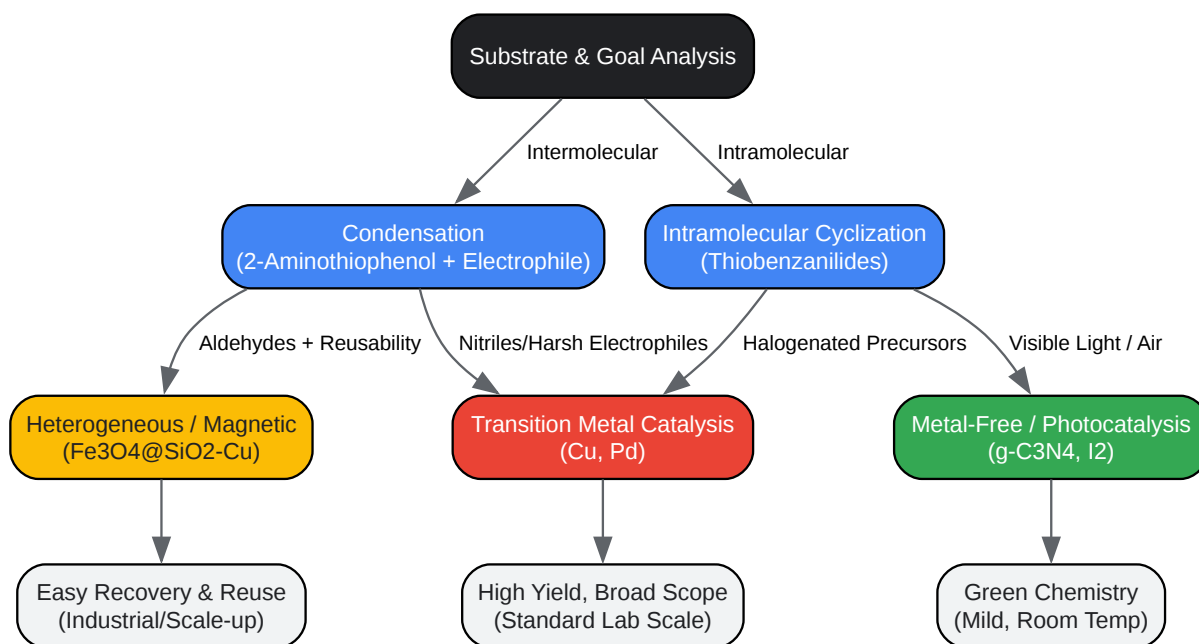 Substrate & Goal Analysis
Intermolecular
Intramolecular
Condensation
(2-Aminothiophenol + Electrophile)
Intramolecular Cyclization
(Thiobenzanilides)
Aldehydes + Reusability
Nitriles/Harsh Electrophiles
Halogenated Precursors
Visible Light / Air
Heterogeneous / Magnetic
(Fe3O4@SiO2-Cu)
Transition Metal Catalysis
(Cu, Pd)
Metal-Free / Photocatalysis
(g-C3N4, I2)
Easy Recovery & Reuse
(Industrial/Scale-up)
High Yield, Broad Scope
(Standard Lab Scale)
Green Chemistry
(Mild, Room Temp)